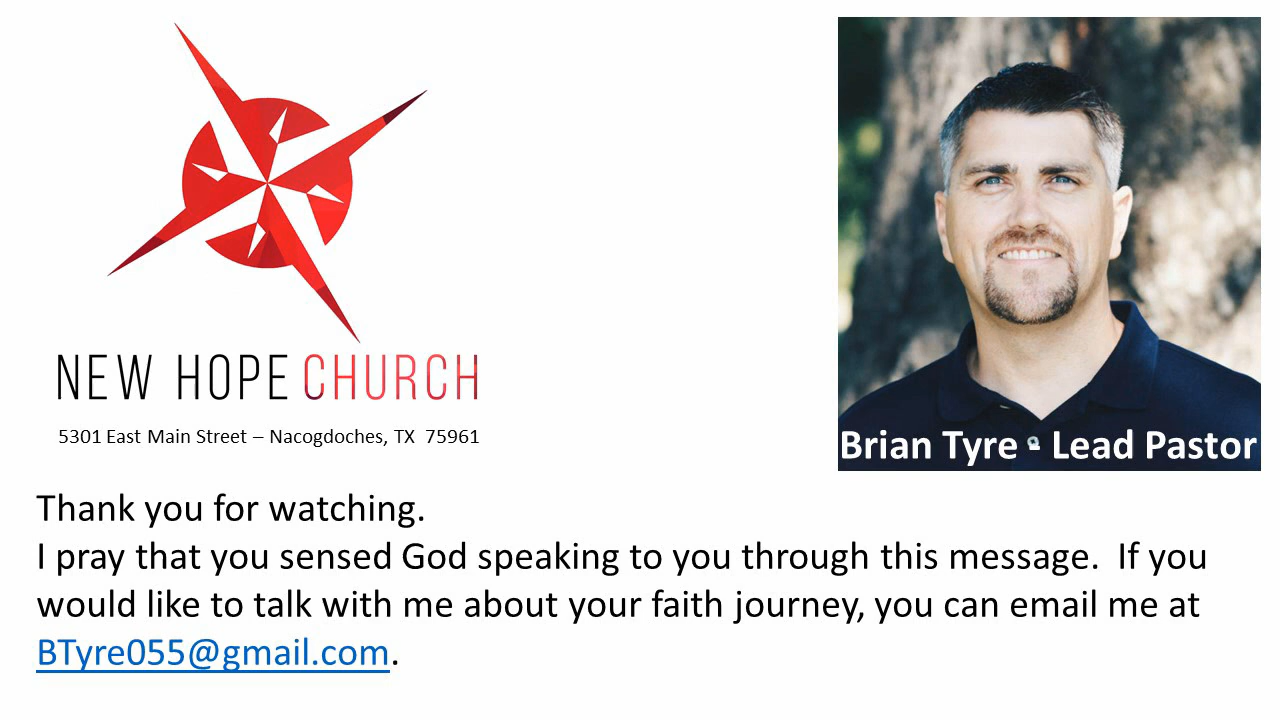 NEW HOPE CHURCH
5301 East Main Street – Nacogdoches, TX  75961
Brian Tyre - Lead Pastor
Thank you for watching.
I pray that you sensed God speaking to you through this message.  If you
would like to talk with me about your faith journey, you can email me at
BTyre055@gmail.com.